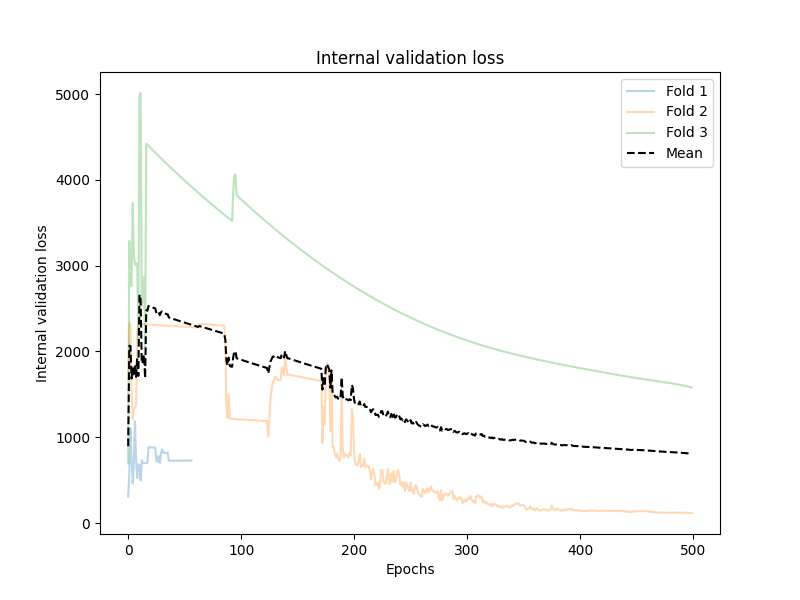 Internal validation loss
Fold 1
Fold 2
Fold 3
Mean
Internal validation loss
5000
4000
3000
2000
1000
0
0 100 200 300 400 500
Epochs